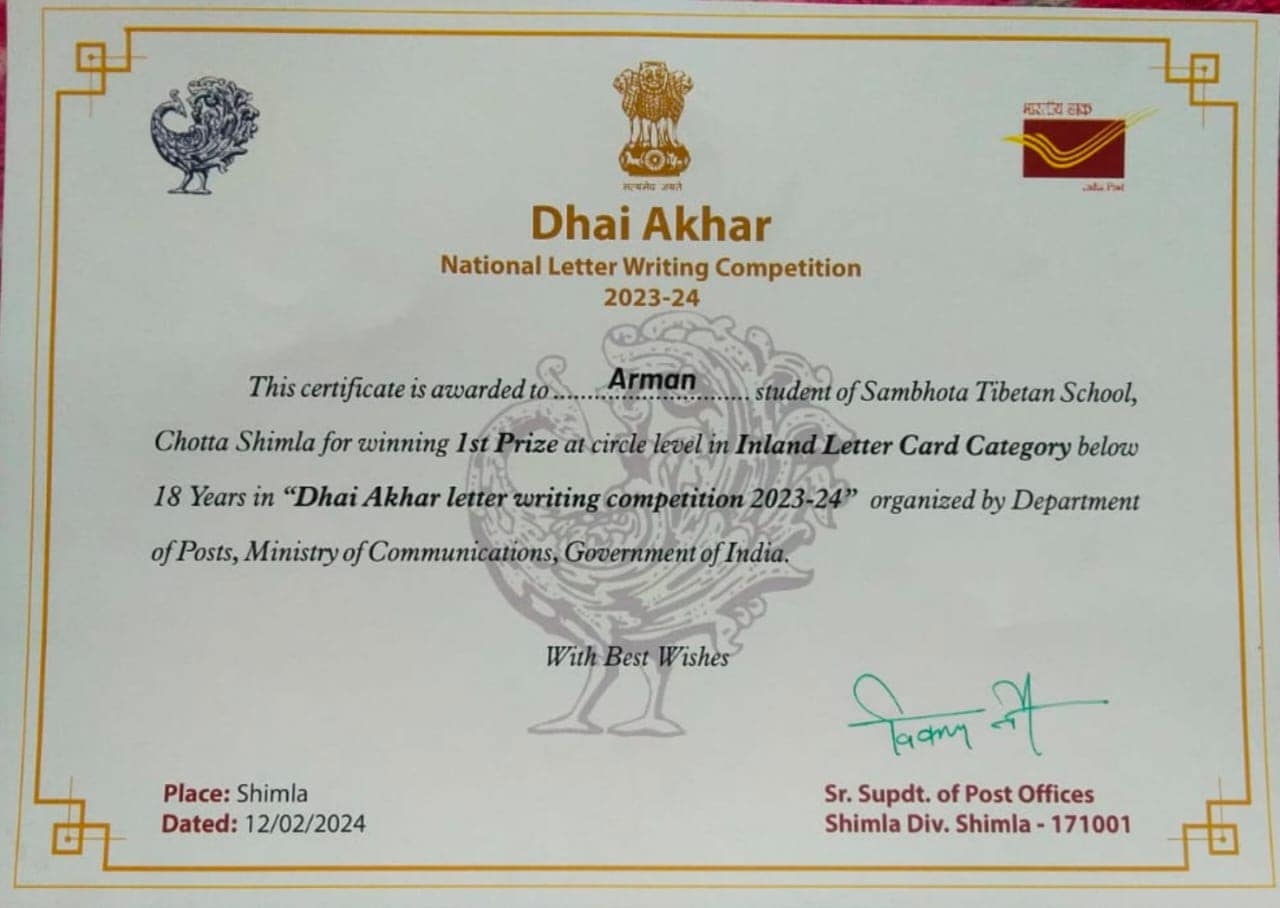 भारतीय डाक
India Post
सत्यमेव जयते
Dhai Akhar
National Letter Writing Competition
2023-24
This certificate is awarded to ..........Arman.......... student of Sambhota Tibetan School,
Chotta Shimla for winning 1st Prize at circle level in Inland Letter Card Category below
18 Years in “Dhai Akhar letter writing competition 2023-24” organized by Department
of Posts, Ministry of Communications, Government of India.
With Best Wishes
Place: Shimla
Dated: 12/02/2024
Sr. Supdt. of Post Offices
Shimla Div. Shimla - 171001